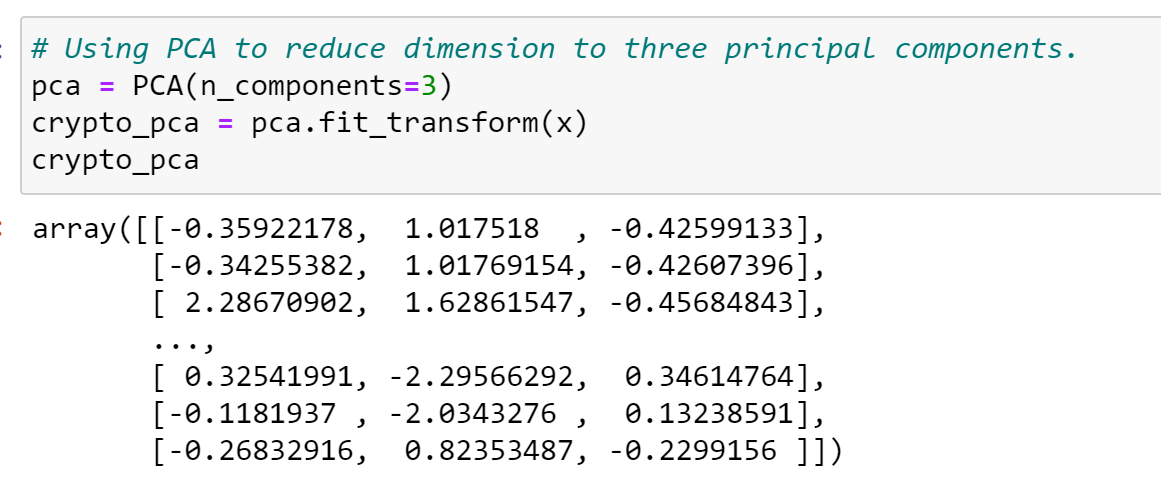 # Using PCA to reduce dimension to three principal components.
pca = PCA(n_components=3)
crypto_pca = pca.fit_transform(x)
crypto_pca
array([[-0.35922178,  1.017518  , -0.42599133],
       [-0.34255382,  1.01769154, -0.42607396],
       [ 2.28670902,  1.62861547, -0.45684843],
       ...,
       [ 0.32541991, -2.29566292,  0.34614764],
       [-0.1181937 , -2.0343276 ,  0.13238591],
       [-0.26832916,  0.82353487, -0.2299156 ]])